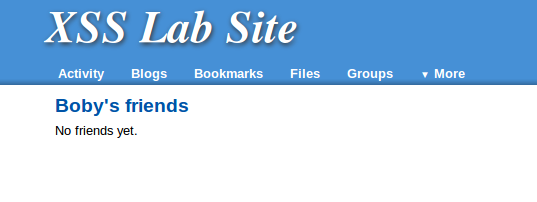 XSS Lab Site
Activity Blogs Bookmarks Files Groups ▼ More
Boby's friends
No friends yet.